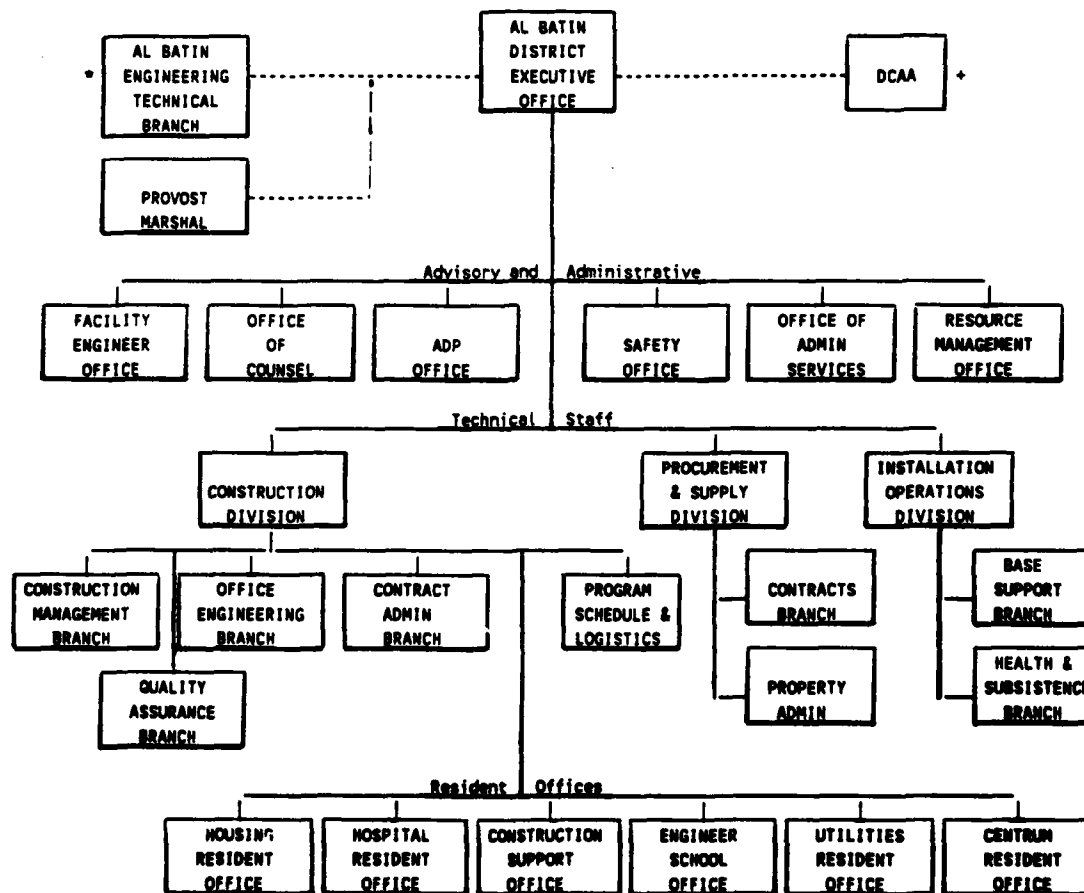 AL BATIN
ENGINEERING
TECHNICAL
BRANCH
*
AL BATIN
DISTRICT
EXECUTIVE
OFFICE
DCAA
+
PROVOST
MARSHAL
Advisory and Administrative
FACILITY
ENGINEER
OFFICE
OFFICE
OF
COUNSEL
ADP
OFFICE
SAFETY
OFFICE
OFFICE OF
ADMIN
SERVICES
RESOURCE
MANAGEMENT
OFFICE
Technical Staff
CONSTRUCTION
DIVISION
PROCUREMENT
& SUPPLY
DIVISION
INSTALLATION
OPERATIONS
DIVISION
CONSTRUCTION
MANAGEMENT
BRANCH
OFFICE
ENGINEERING
BRANCH
CONTRACT
ADMIN
BRANCH
PROGRAM
SCHEDULE &
LOGISTICS
CONTRACTS
BRANCH
BASE
SUPPORT
BRANCH
QUALITY
ASSURANCE
BRANCH
PROPERTY
ADMIN
HEALTH &
SUBSISTENCE
BRANCH
Resident Offices
HOUSING
RESIDENT
OFFICE
HOSPITAL
RESIDENT
OFFICE
CONSTRUCTION
SUPPORT
OFFICE
ENGINEER
SCHOOL
OFFICE
UTILITIES
RESIDENT
OFFICE
CENTRUM
RESIDENT
OFFICE